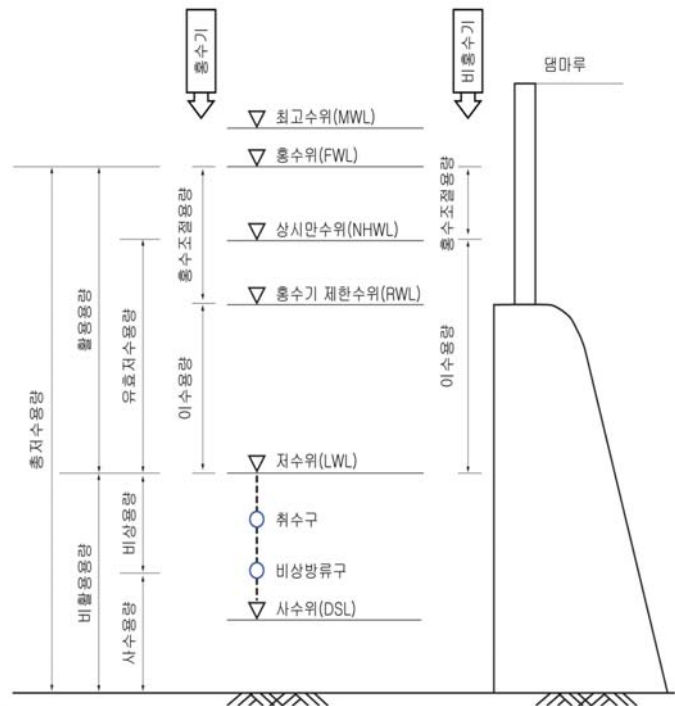 홍수기
비홍수기
댐마루
최고수위(MWL)
홍수위(FWL)
상시만수위(NHWL)
홍수기 제한수위(RWL)
저수위(LWL)
취수구
비상방류구
사수위(DSL)
총저수용량
활용용량
비활용용량
유효저수용량
비상용량
사수용량
홍수조절용량
이수용량
홍수조절용량
이수용량